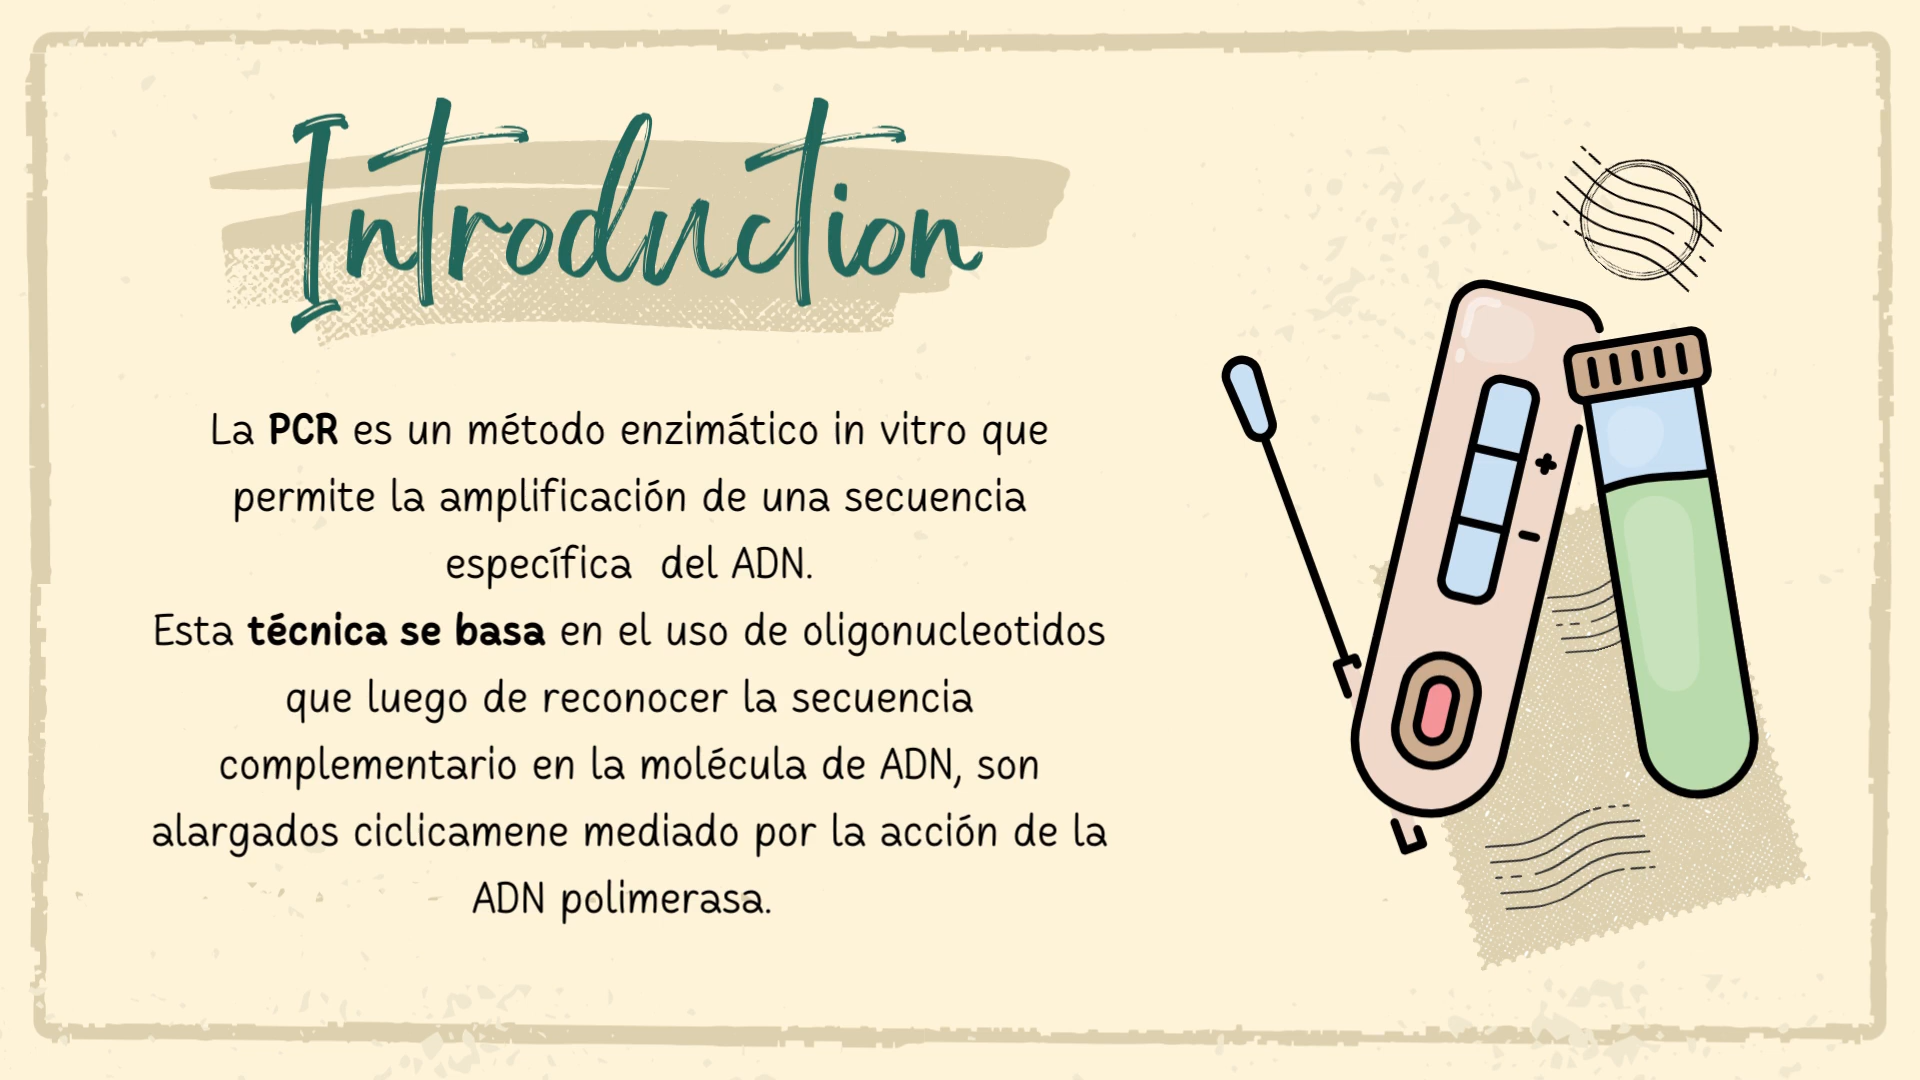 Introduction
La PCR es un método enzimático in vitro que
permite la amplificación de una secuencia
específica  del ADN.
Esta técnica se basa en el uso de oligonucleotidos
que luego de reconocer la secuencia
complementario en la molécula de ADN, son
alargados ciclicamene mediado por la acción de la
ADN polimerasa.
+
-